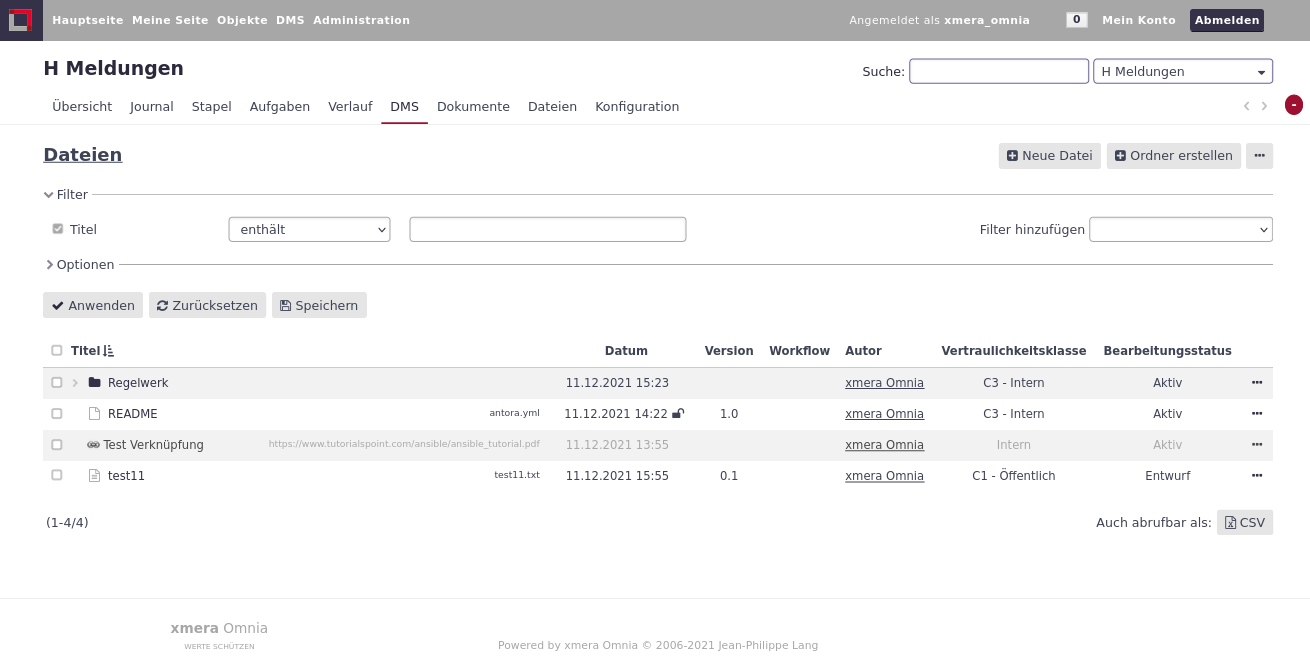 Hauptseite Meine Seite Objekte DMS Administration Angemeldet als xmera_omnia 0 Mein Konto Abmelden
H Meldungen Suche: H Meldungen
Übersicht Journal Stapel Aufgaben Verlauf DMS Dokumente Dateien Konfiguration
Dateien Neue Datei Ordner erstellen
Filter
Titel enthält Filter hinzufügen
Optionen
Anwenden Zurücksetzen Speichern
Titel Datum Version Workflow Autor Vertraulichkeitsklasse Bearbeitungsstatus
Regelwerk 11.12.2021 15:23 xmera Omnia C3 - Intern Aktiv
README antora.yml 11.12.2021 14:22 1.0 xmera Omnia C3 - Intern Aktiv
Test Verknüpfung https://www.tutorialspoint.com/ansible/ansible_tutorial.pdf 11.12.2021 13:55 xmera Omnia Intern Aktiv
test11 test11.txt 11.12.2021 15:55 0.1 xmera Omnia C1 - Öffentlich Entwurf
(1-4/4) Auch abrufbar als: CSV
xmera Omnia
WERTE SCHÜTZEN
Powered by xmera Omnia © 2006-2021 Jean-Philippe Lang